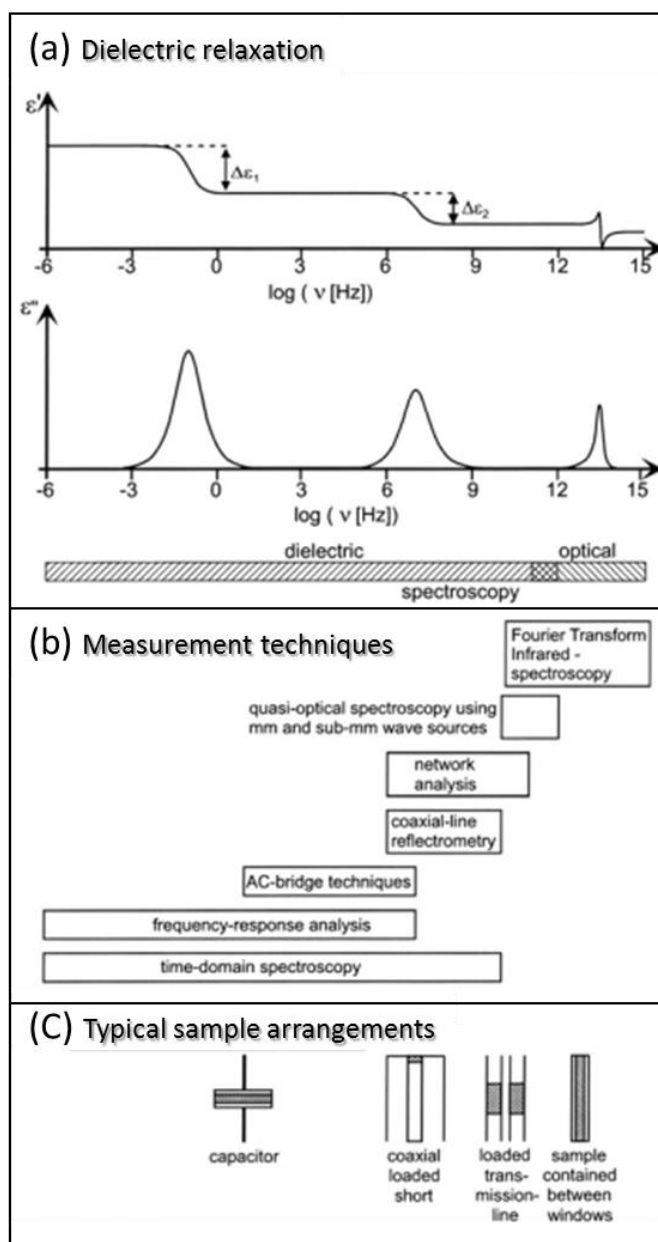 (a) Dielectric relaxation
ε'
Δε₁
Δε₂
-6 -3 0 3 6 9 12 15
log ( ν [Hz])
ε"
-6 -3 0 3 6 9 12 15
log ( ν [Hz])
dielectric optical
spectroscopy
(b) Measurement techniques
Fourier Transform
Infrared -
spectroscopy
quasi-optical spectroscopy using
mm and sub-mm wave sources
network
analysis
coaxial-line
reflectrometry
AC-bridge techniques
frequency-response analysis
time-domain spectroscopy
(C) Typical sample arrangements
capacitor
coaxial
loaded
short
loaded
trans-
mission-
line
sample
contained
between
windows